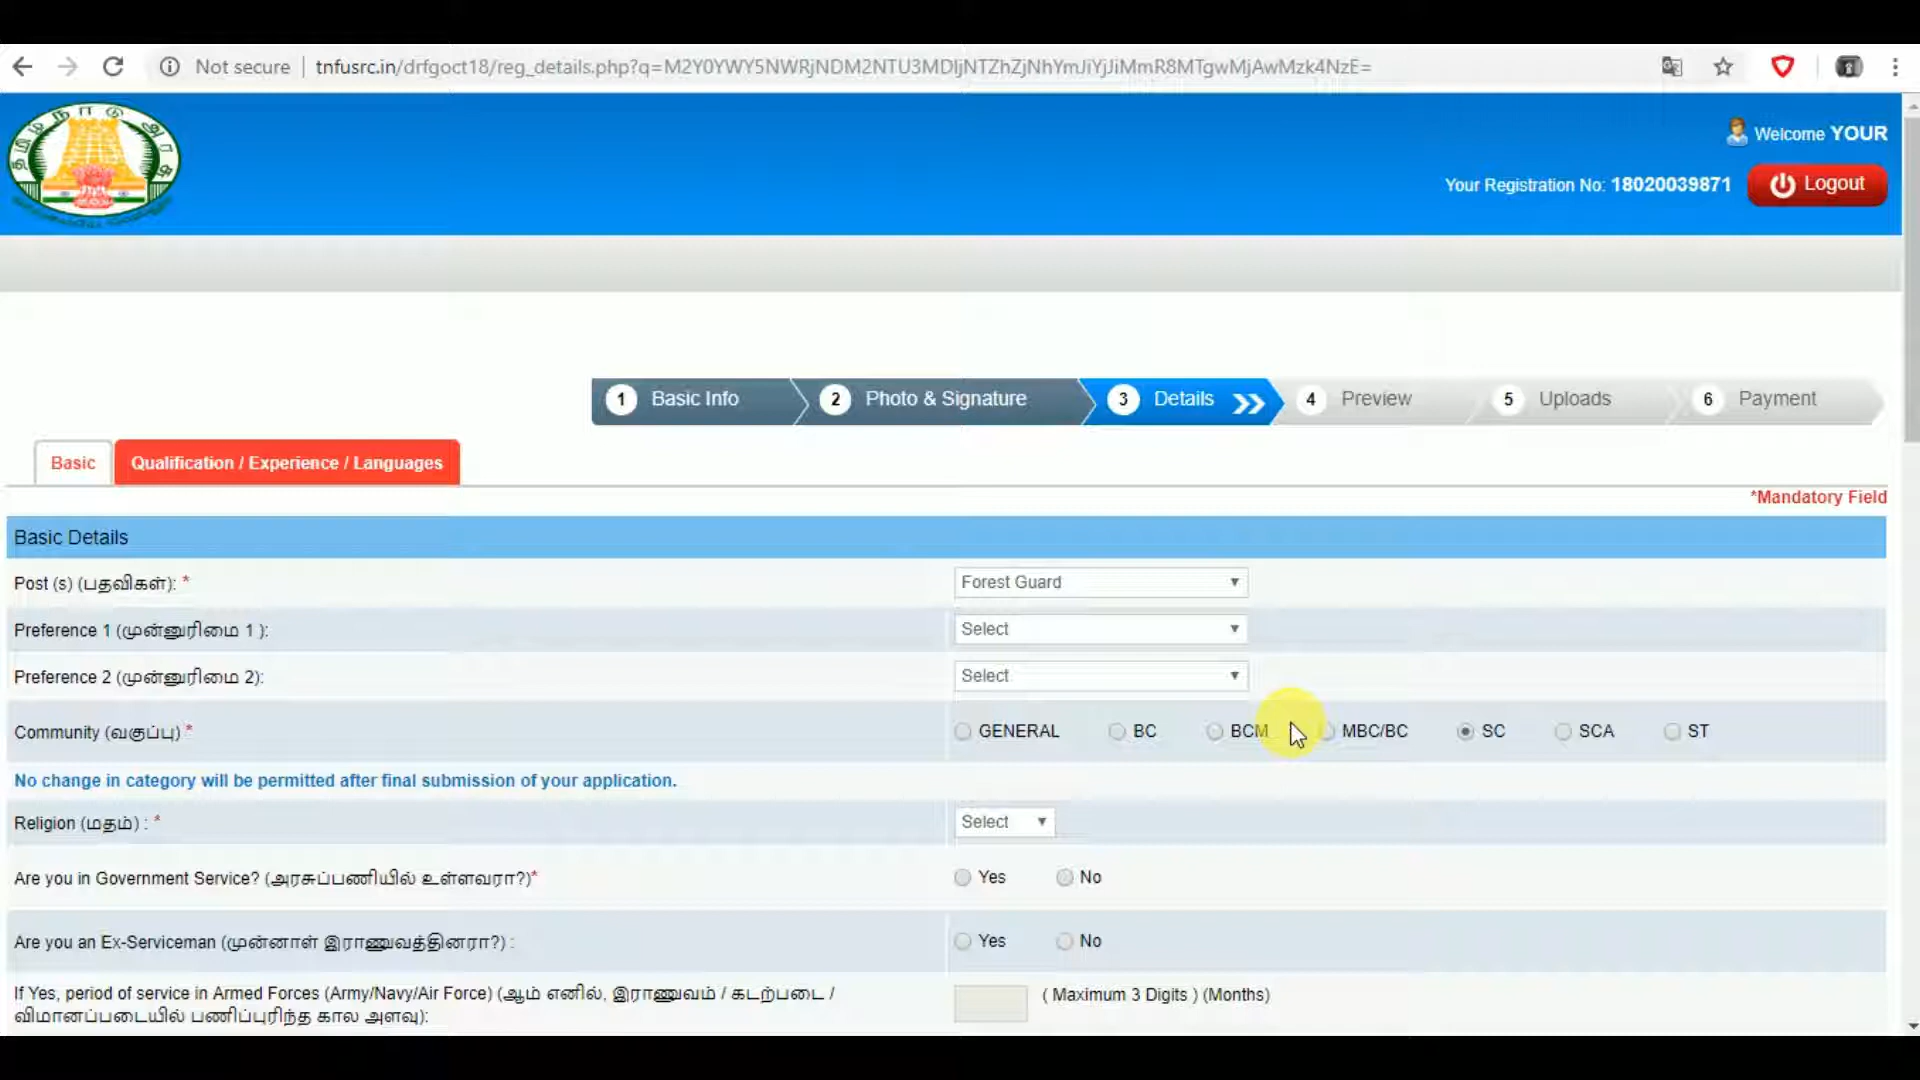 Not secure | tnfusrc.in/drfgoct18/reg_details.php?q=M2Y0YWY5NWRjNDM2NTU3MDljNTZhZjNhYmJiYjJiMmR8MTgwMjAwMzk4NzE=
தமிழ்நாடு அரசு
Welcome YOUR
Your Registration No: 18020039871
Logout
1 Basic Info 2 Photo & Signature 3 Details 4 Preview 5 Uploads 6 Payment
Basic Qualification / Experience / Languages
*Mandatory Field
Basic Details
Post (s) (பதவிகள்): * Forest Guard
Preference 1 (முன்னுரிமை 1 ): Select
Preference 2 (முன்னுரிமை 2): Select
Community (வகுப்பு) * GENERAL BC BCM MBC/BC SC SCA ST
No change in category will be permitted after final submission of your application.
Religion (மதம்) : * Select
Are you in Government Service? (அரசுப்பணியில் உள்ளவரா?)* Yes No
Are you an Ex-Serviceman (முன்னாள் இராணுவத்தினரா?) : Yes No
If Yes, period of service in Armed Forces (Army/Navy/Air Force) (ஆம் எனில், இராணுவம் / கடற்படை / ( Maximum 3 Digits ) (Months)
விமானப்படையில் பணிப்புரிந்த கால அளவு):